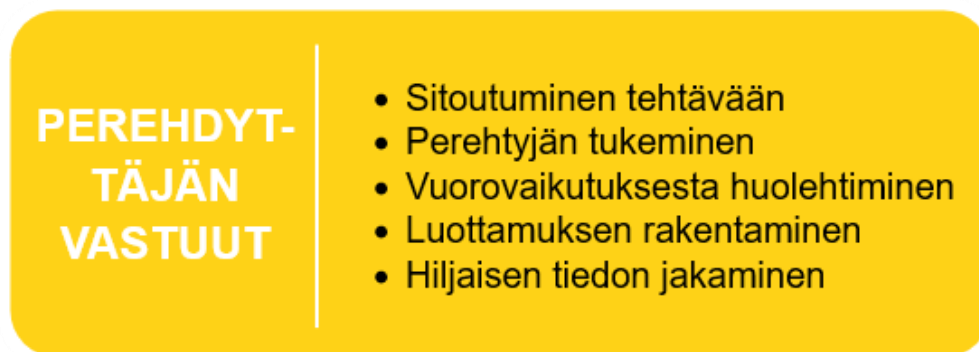 PEREHDYT-
TÄJÄN
VASTUUT
• Sitoutuminen tehtävään
• Perehtyjän tukeminen
• Vuorovaikutuksesta huolehtiminen
• Luottamuksen rakentaminen
• Hiljaisen tiedon jakaminen